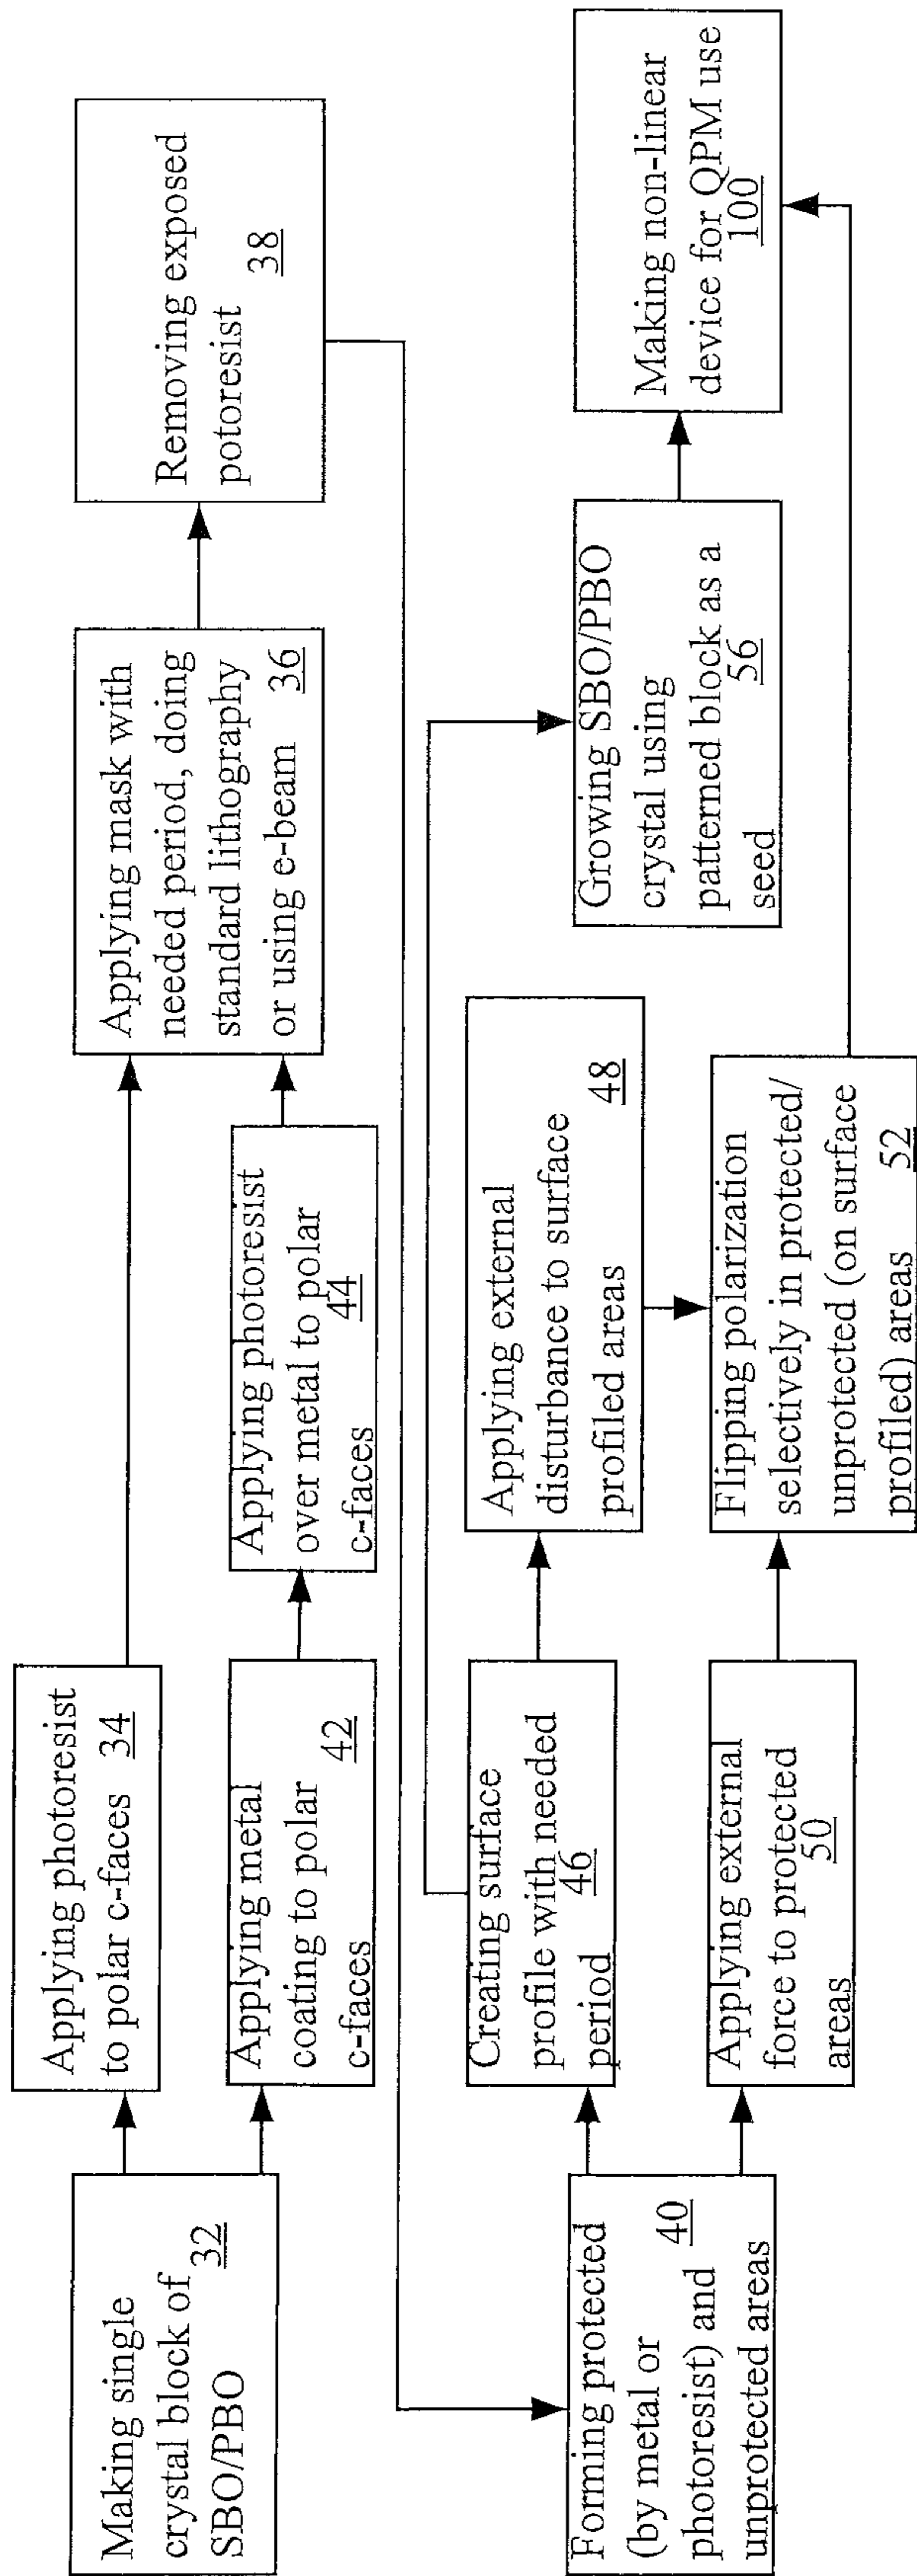 Making single
crystal block of
SBO/PBO
32
Applying photoresist
to polar c-faces 34
Applying metal
coating to polar
c-faces
42
Applying photoresist
over metal to polar
c-faces
44
Applying mask with
needed period, doing
standard lithography
or using e-beam
36
Removing exposed
potoresist
38
Forming protected
(by metal or
photoresist) and
unprotected areas
40
Creating surface
profile with needed
period
46
Applying external
disturbance to surface
profiled areas
48
Growing SBO/PBO
crystal using
patterned block as a
seed
56
Applying external
force to protected
areas
50
Flipping polarization
selectively in protected/
unprotected (on surface
profiled) areas
52
Making non-linear
device for QPM use
100